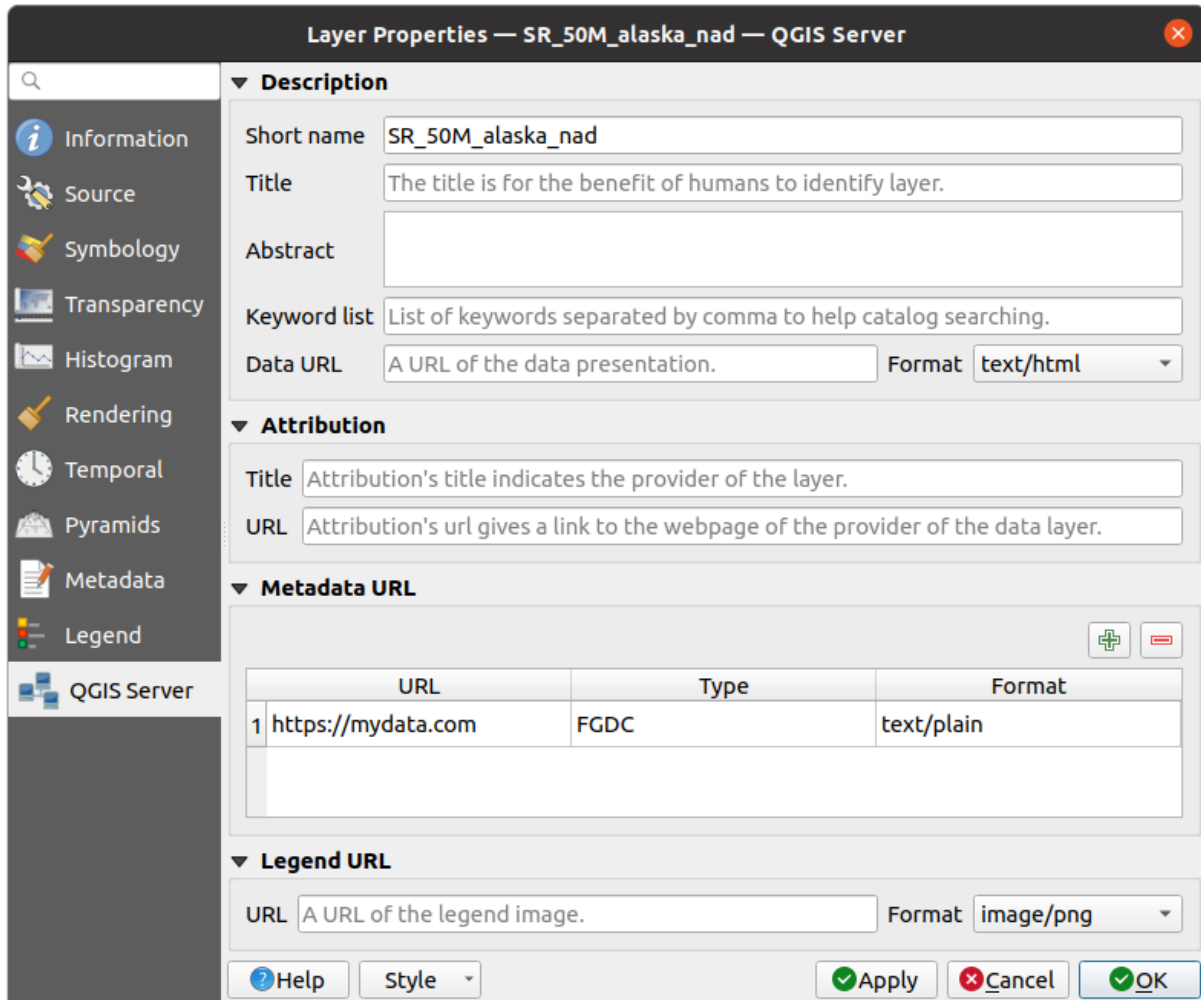 Layer Properties — SR_50M_alaska_nad — QGIS Server
Information
Source
Symbology
Transparency
Histogram
Rendering
Temporal
Pyramids
Metadata
Legend
QGIS Server
Description
Short name SR_50M_alaska_nad
Title The title is for the benefit of humans to identify layer.
Abstract
Keyword list List of keywords separated by comma to help catalog searching.
Data URL A URL of the data presentation. Format text/html
Attribution
Title Attribution's title indicates the provider of the layer.
URL Attribution's url gives a link to the webpage of the provider of the data layer.
Metadata URL
URL Type Format
1 https://mydata.com FGDC text/plain
Legend URL
URL A URL of the legend image. Format image/png
Help Style Apply Cancel OK